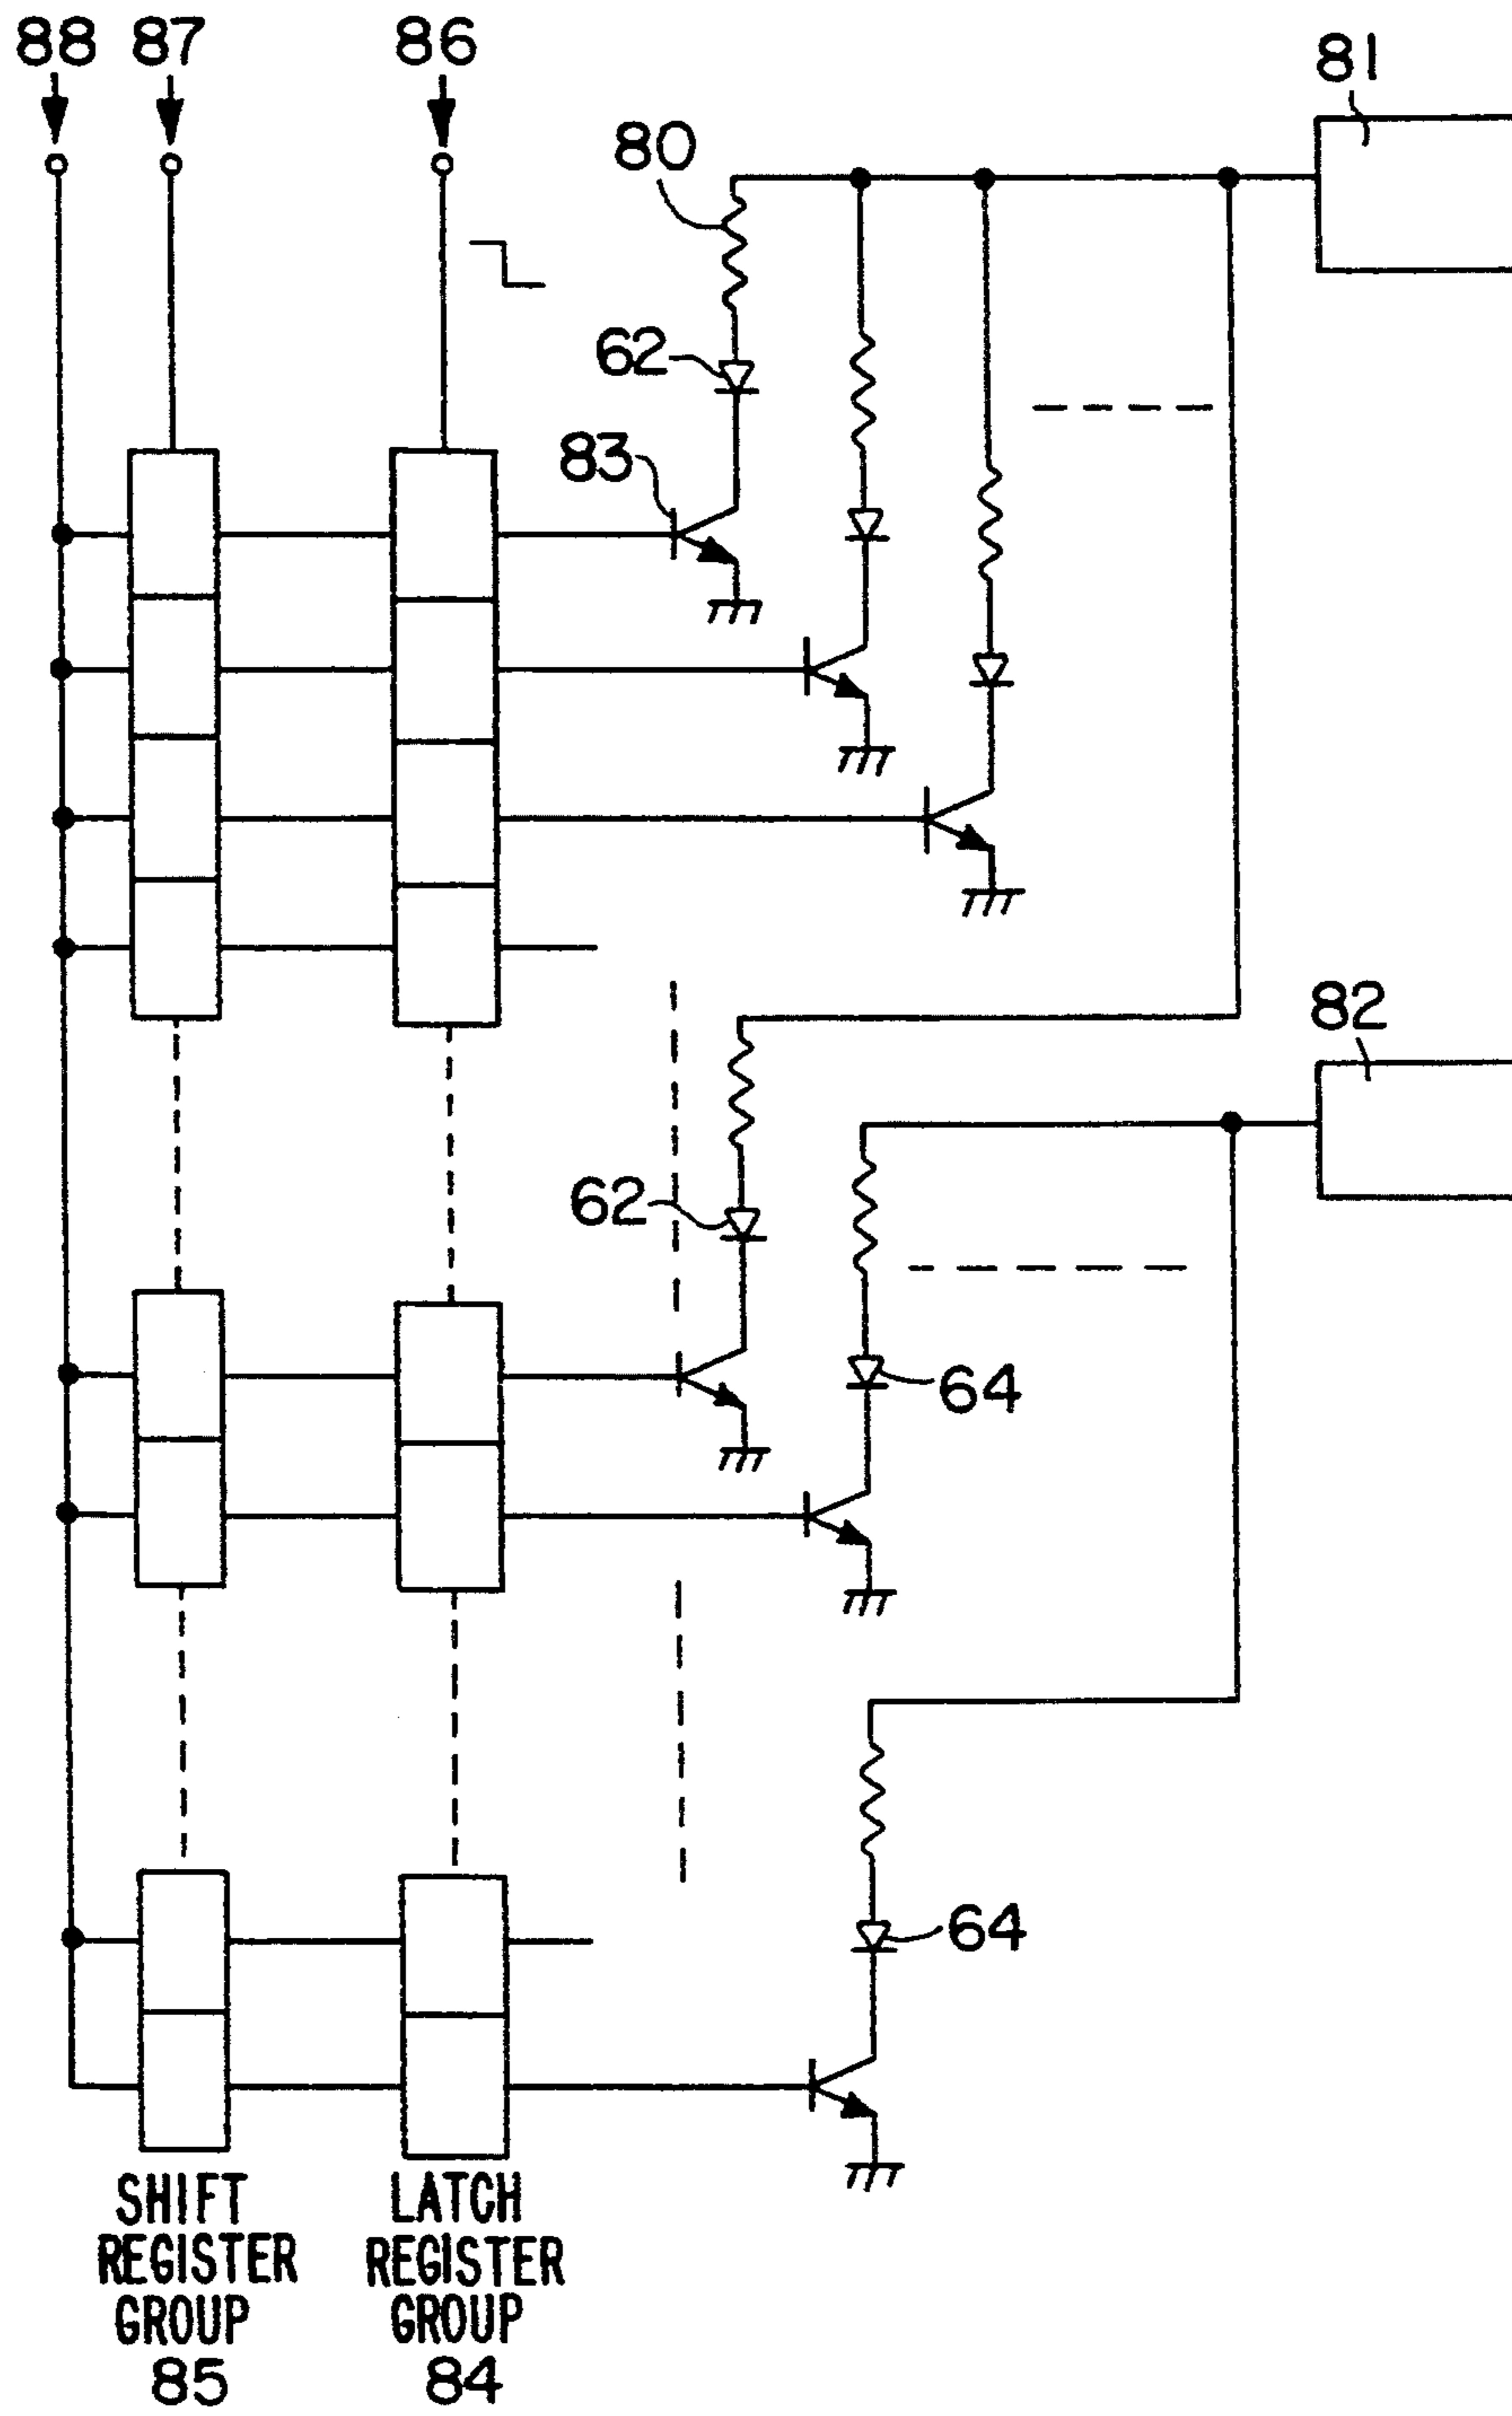 88 87 86
81
80
62
83
82
62
64
64
SHIFT
REGISTER
GROUP
85
LATCH
REGISTER
GROUP
84